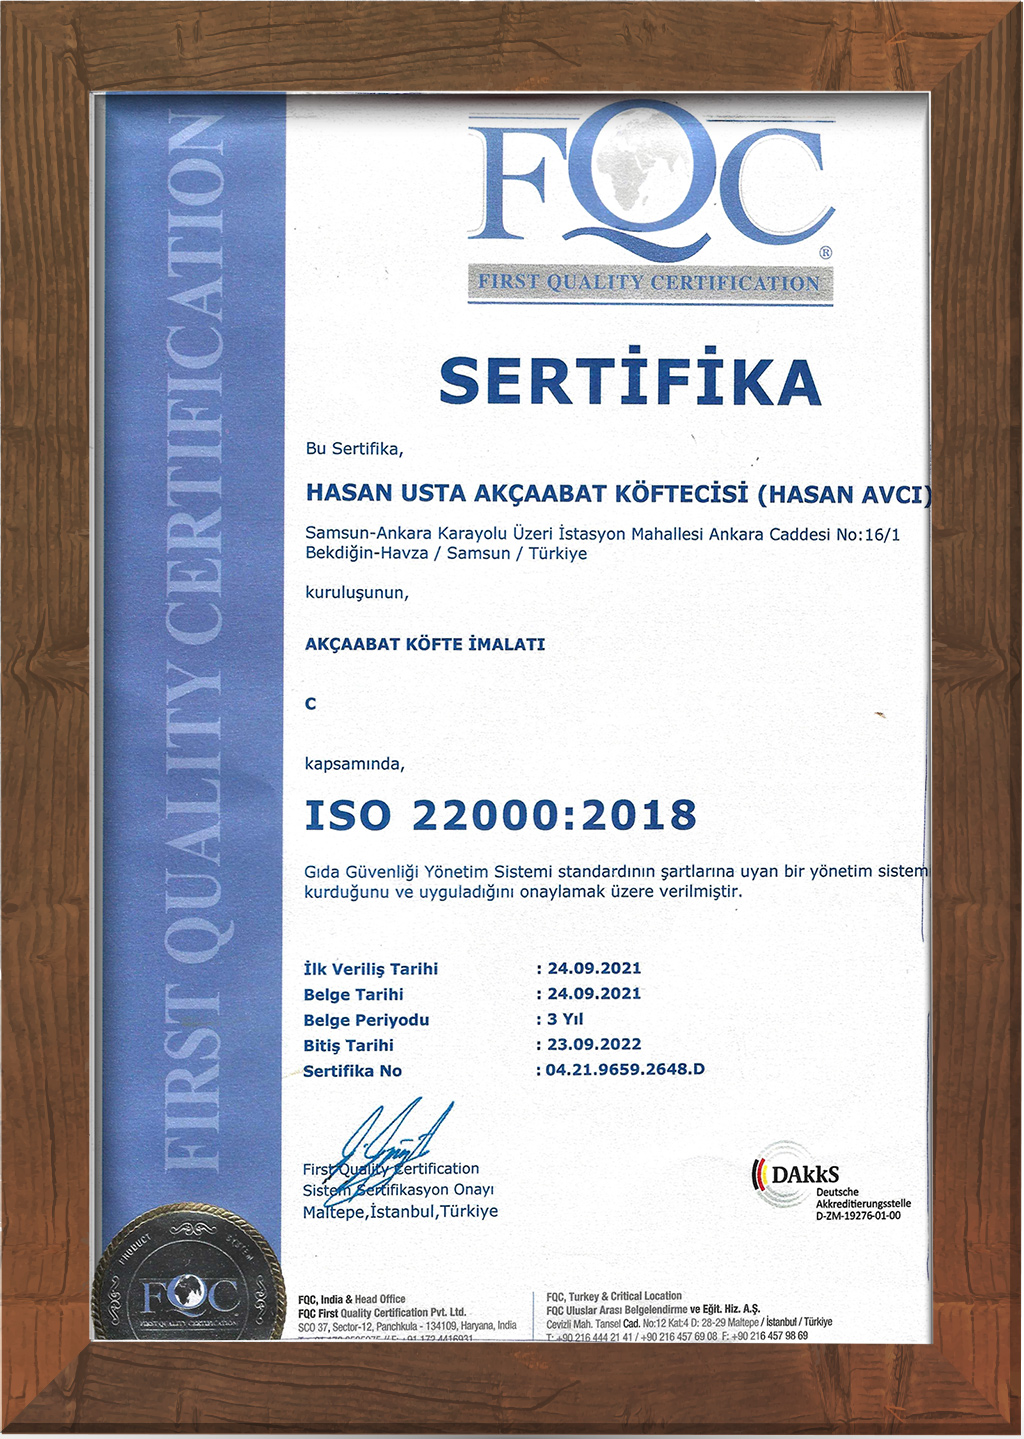 FIRST QUALITY CERTIFICATION
FQC
®
FIRST QUALITY CERTIFICATION
SERTİFİKA
Bu Sertifika,
HASAN USTA AKÇAABAT KÖFTECİSİ (HASAN AVCI)
Samsun-Ankara Karayolu Üzeri İstasyon Mahallesi Ankara Caddesi No:16/1
Bekdiğin-Havza / Samsun / Türkiye
kuruluşunun,
AKÇAABAT KÖFTE İMALATI
C
kapsamında,
ISO 22000:2018
Gıda Güvenliği Yönetim Sistemi standardının şartlarına uyan bir yönetim sistem
kurduğunu ve uyguladığını onaylamak üzere verilmiştir.
İlk Veriliş Tarihi : 24.09.2021
Belge Tarihi : 24.09.2021
Belge Periyodu : 3 Yıl
Bitiş Tarihi : 23.09.2022
Sertifika No : 04.21.9659.2648.D
First Quality Certification
Sistem Sertifikasyon Onayı
Maltepe,İstanbul,Türkiye
DAkkS
Deutsche
Akkreditierungsstelle
D-ZM-19276-01-00
PRODUCT SYSTEM
FQC
FIRST QUALITY CERTIFICATION
FQC, India & Head Office
FQC First Quality Certification Pvt. Ltd.
SCO 37, Sector-12, Panchkula - 134109, Haryana, India
FQC, Turkey & Critical Location
FQC Uluslar Arası Belgelendirme ve Eğit. Hiz. A.Ş.
Cevizli Mah. Tansel Cad. No:12 Kat:4 D: 28-29 Maltepe / İstanbul / Türkiye
T: +90 216 444 21 41 / +90 216 457 69 08 F: +90 216 457 98 69